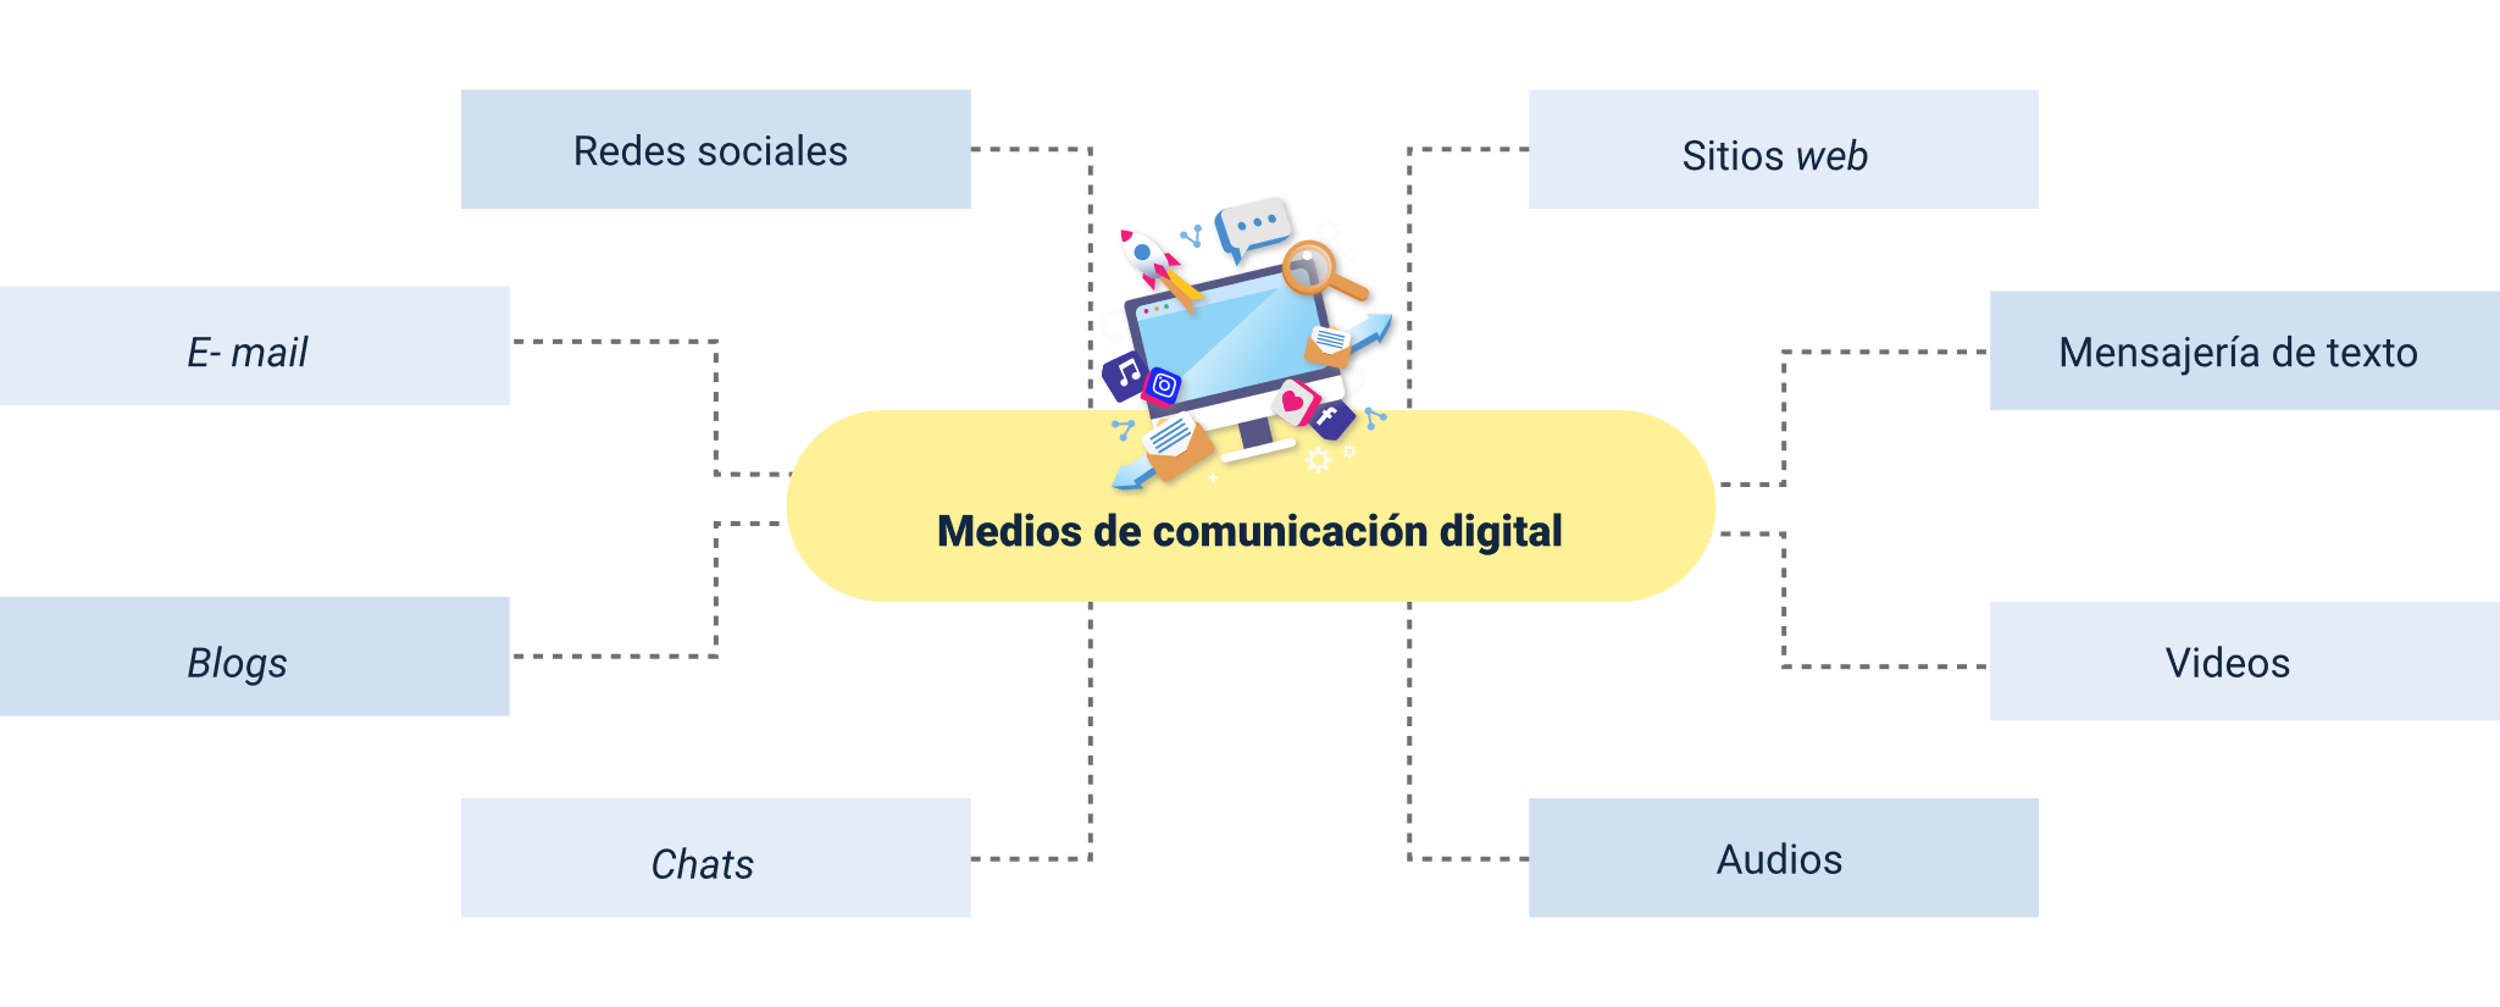 Redes sociales
Sitios web
E- mail
Mensajería de texto
Medios de comunicación digital
Blogs
Videos
Chats
Audios